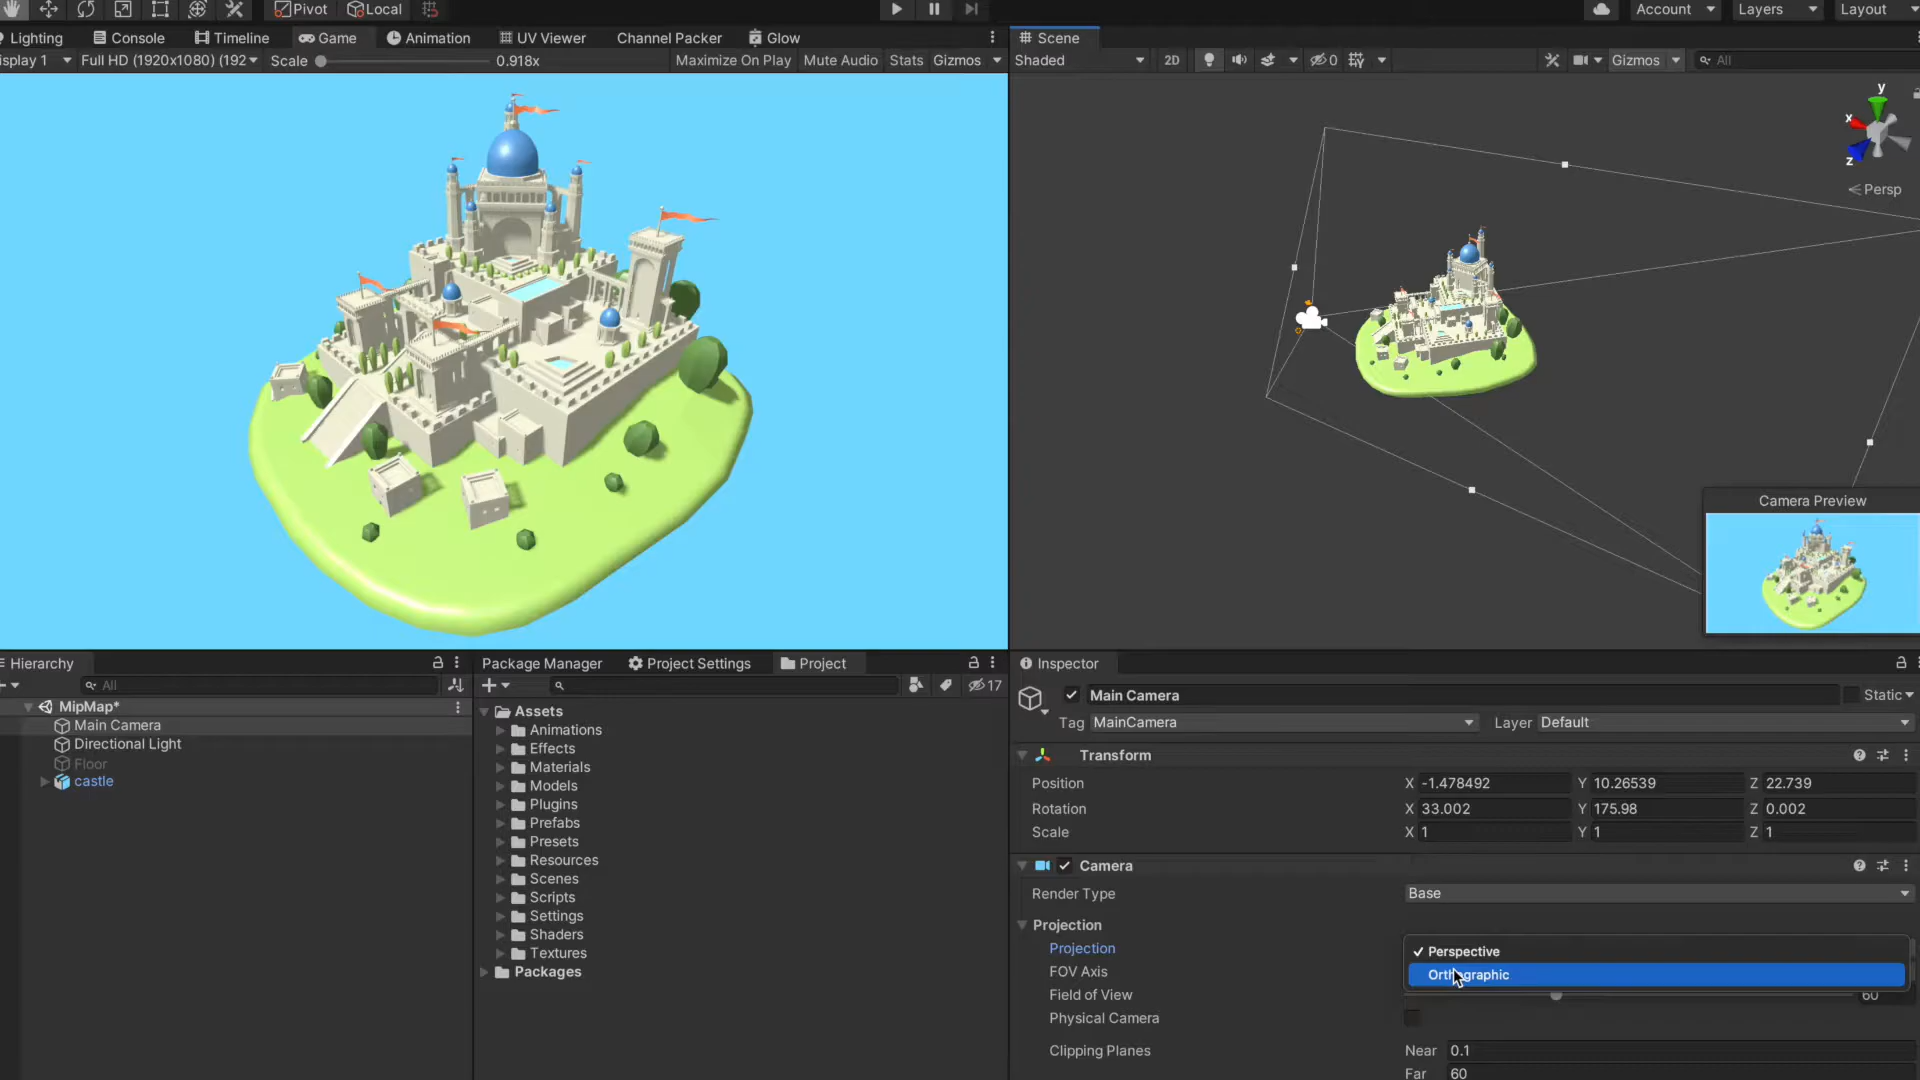 Pivot Local Account Layers Layout
Lighting Console Timeline Game Animation UV Viewer Channel Packer Glow
isplay 1 Full HD (1920x1080) (192 Scale 0.918x Maximize On Play Mute Audio Stats Gizmos
Scene
Shaded 2D 0 Gizmos All
y
x
z
Persp
Camera Preview
Hierarchy
All
MipMap*
Main Camera
Directional Light
Floor
castle
Package Manager Project Settings Project
17
Assets
Animations
Effects
Materials
Models
Plugins
Prefabs
Presets
Resources
Scenes
Scripts
Settings
Shaders
Textures
Packages
Inspector
Main Camera Static
Tag MainCamera Layer Default
Transform
Position X -1.478492 Y 10.26539 Z 22.739
Rotation X 33.002 Y 175.98 Z 0.002
Scale X 1 Y 1 Z 1
Camera
Render Type Base
Projection
Projection Perspective
Orthographic
FOV Axis
Field of View 60
Physical Camera
Clipping Planes Near 0.1
Far 60